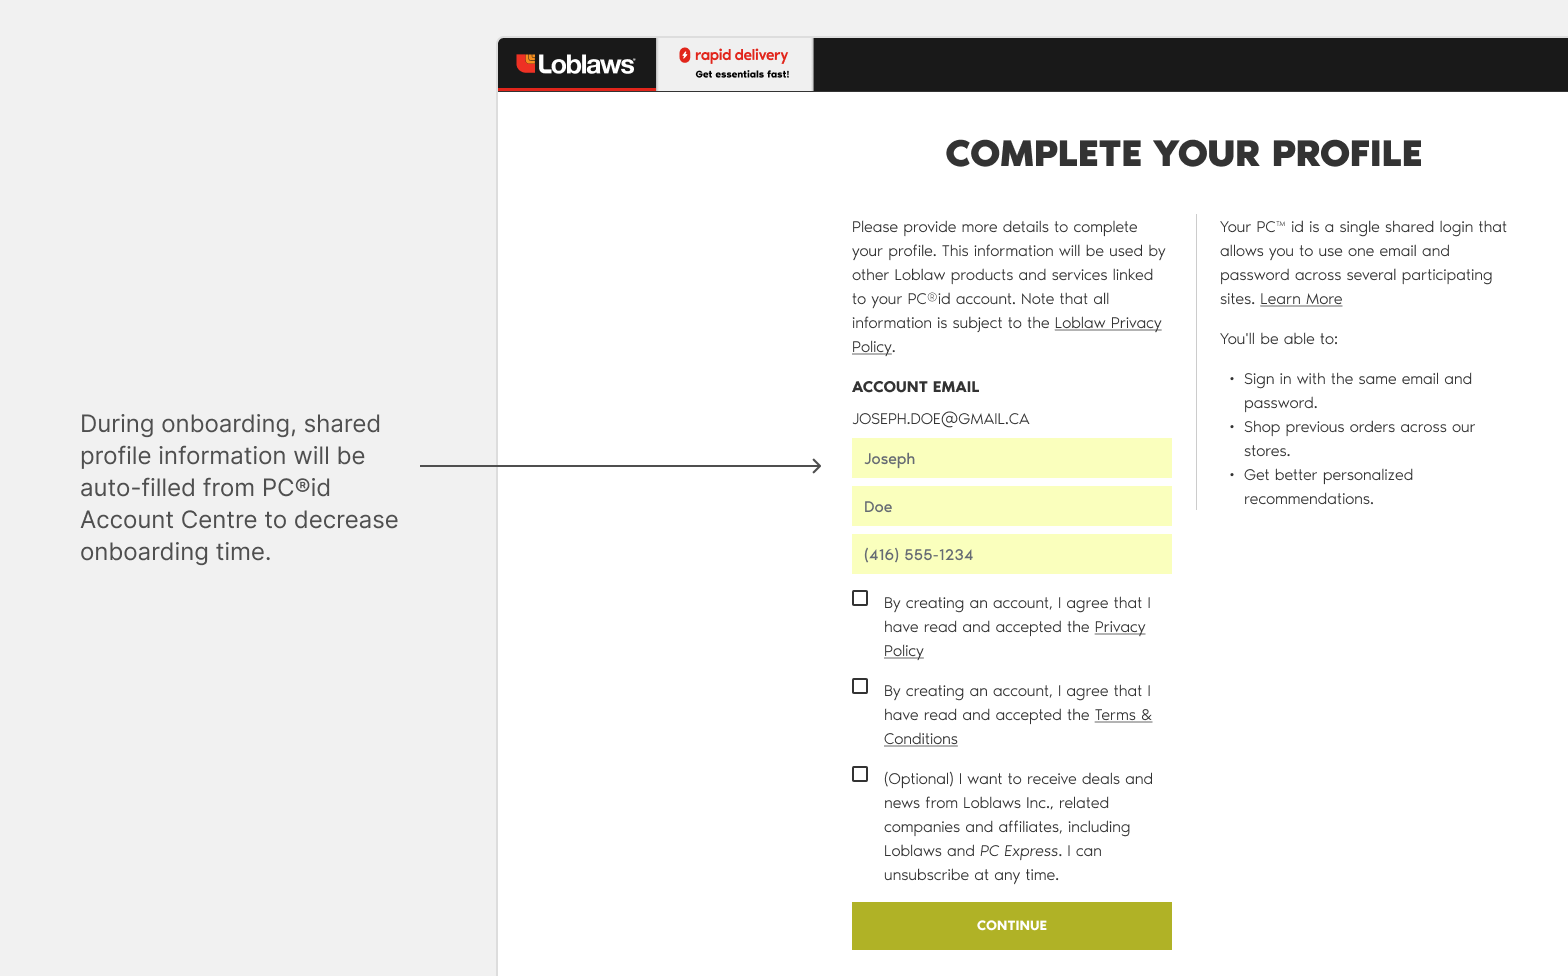 Loblaws
rapid delivery
Get essentials fast!
COMPLETE YOUR PROFILE
Please provide more details to complete
your profile. This information will be used by
other Loblaw products and services linked
to your PC®id account. Note that all
information is subject to the Loblaw Privacy
Policy.
ACCOUNT EMAIL
JOSEPH.DOE@GMAIL.CA
Joseph
Doe
(416) 555-1234
By creating an account, I agree that I
have read and accepted the Privacy
Policy
By creating an account, I agree that I
have read and accepted the Terms &
Conditions
(Optional) I want to receive deals and
news from Loblaws Inc., related
companies and affiliates, including
Loblaws and PC Express. I can
unsubscribe at any time.
CONTINUE
Your PC™ id is a single shared login that
allows you to use one email and
password across several participating
sites. Learn More
You'll be able to:
• Sign in with the same email and
password.
• Shop previous orders across our
stores.
• Get better personalized
recommendations.
During onboarding, shared
profile information will be
auto-filled from PC®id
Account Centre to decrease
onboarding time.